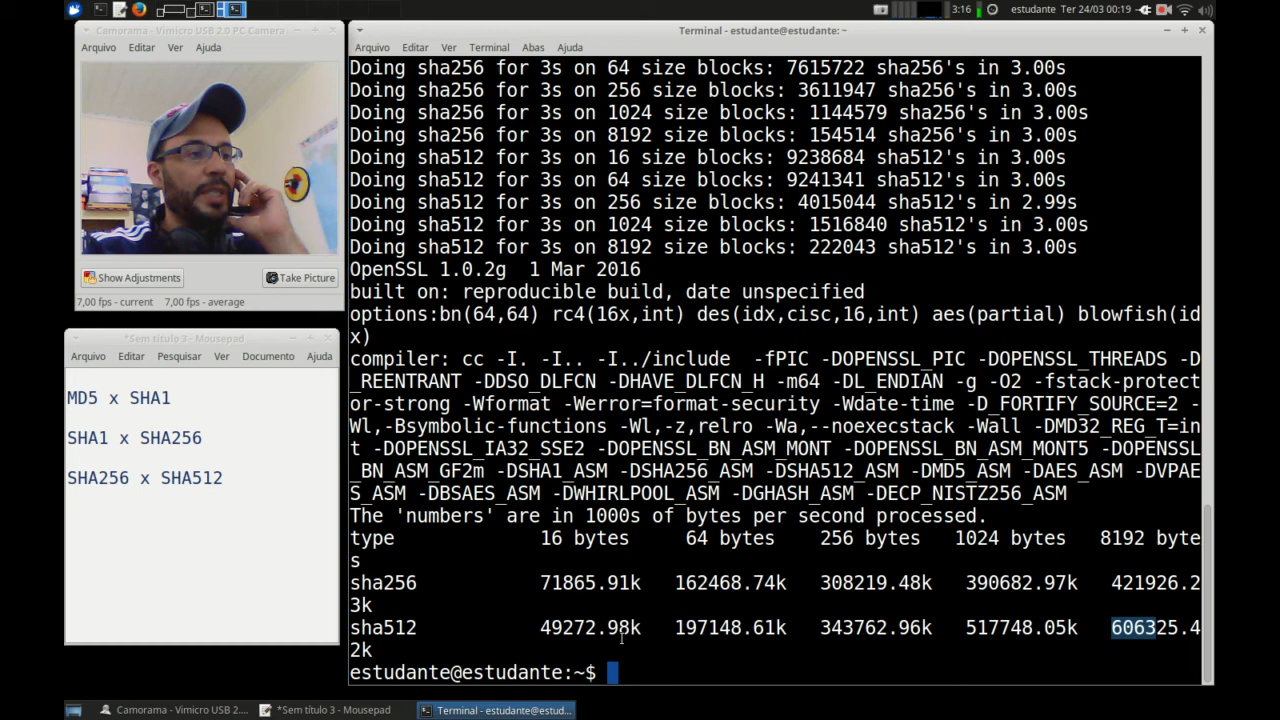 3:16 estudante Ter 24/03 00:19
Camorama - Vimicro USB 2.0 PC Camera
Arquivo Editar Ver Ajuda
Show Adjustments Take Picture
7,00 fps - current 7,00 fps - average
*Sem título 3 - Mousepad
Arquivo Editar Pesquisar Ver Documento Ajuda
MD5 x SHA1
SHA1 x SHA256
SHA256 x SHA512
Terminal - estudante@estudante: ~
Arquivo Editar Ver Terminal Abas Ajuda
Doing sha256 for 3s on 64 size blocks: 7615722 sha256's in 3.00s
Doing sha256 for 3s on 256 size blocks: 3611947 sha256's in 3.00s
Doing sha256 for 3s on 1024 size blocks: 1144579 sha256's in 3.00s
Doing sha256 for 3s on 8192 size blocks: 154514 sha256's in 3.00s
Doing sha512 for 3s on 16 size blocks: 9238684 sha512's in 3.00s
Doing sha512 for 3s on 64 size blocks: 9241341 sha512's in 3.00s
Doing sha512 for 3s on 256 size blocks: 4015044 sha512's in 2.99s
Doing sha512 for 3s on 1024 size blocks: 1516840 sha512's in 3.00s
Doing sha512 for 3s on 8192 size blocks: 222043 sha512's in 3.00s
OpenSSL 1.0.2g  1 Mar 2016
built on: reproducible build, date unspecified
options:bn(64,64) rc4(16x,int) des(idx,cisc,16,int) aes(partial) blowfish(id
x)
compiler: cc -I. -I.. -I../include  -fPIC -DOPENSSL_PIC -DOPENSSL_THREADS -D
_REENTRANT -DDSO_DLFCN -DHAVE_DLFCN_H -m64 -DL_ENDIAN -g -O2 -fstack-protect
or-strong -Wformat -Werror=format-security -Wdate-time -D_FORTIFY_SOURCE=2 -
Wl,-Bsymbolic-functions -Wl,-z,relro -Wa,--noexecstack -Wall -DMD32_REG_T=in
t -DOPENSSL_IA32_SSE2 -DOPENSSL_BN_ASM_MONT -DOPENSSL_BN_ASM_MONT5 -DOPENSSL
_BN_ASM_GF2m -DSHA1_ASM -DSHA256_ASM -DSHA512_ASM -DMD5_ASM -DAES_ASM -DVPAE
S_ASM -DBSAES_ASM -DWHIRLPOOL_ASM -DGHASH_ASM -DECP_NISTZ256_ASM
The 'numbers' are in 1000s of bytes per second processed.
type 16 bytes 64 bytes 256 bytes 1024 bytes 8192 byte
s
sha256 71865.91k 162468.74k 308219.48k 390682.97k 421926.2
3k
sha512 49272.98k 197148.61k 343762.96k 517748.05k 606325.4
2k
estudante@estudante:~$
Camorama - Vimicro USB 2.0... *Sem título 3 - Mousepad Terminal - estudante@estud...